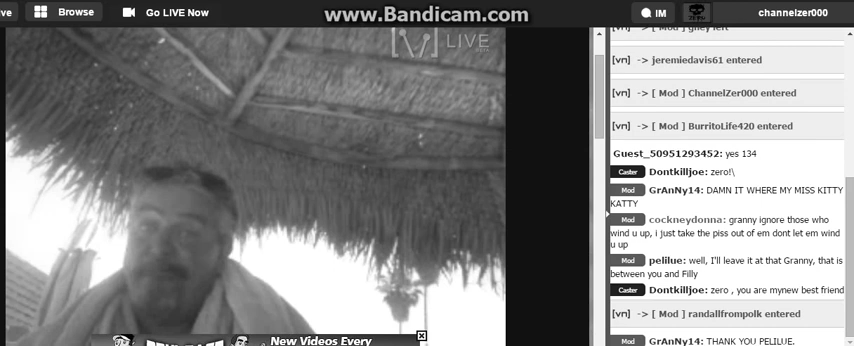 ve
Browse
Go LIVE Now
www.Bandicam.com
IM
channelzer000
LIVE
[vn] -> jeremiedavis61 entered
[vn] -> [ Mod ] ChannelZer000 entered
[vn] -> [ Mod ] BurritoLife420 entered
Guest_50951293452: yes 134
Caster Dontkilljoe: zero!\
Mod GrAnNy14: DAMN IT WHERE MY MISS KITTY
KATTY
Mod cockneydonna: granny ignore those who
wind u up, i just take the piss out of em dont let em wind
u up
Mod pelilue: well, I'll leave it at that Granny, that is
between you and Filly
Caster Dontkilljoe: zero , you are mynew best friend
[vn] -> [ Mod ] randallfrompolk entered
Mod GrAnNy14: THANK YOU PELILUE.
New Videos Every